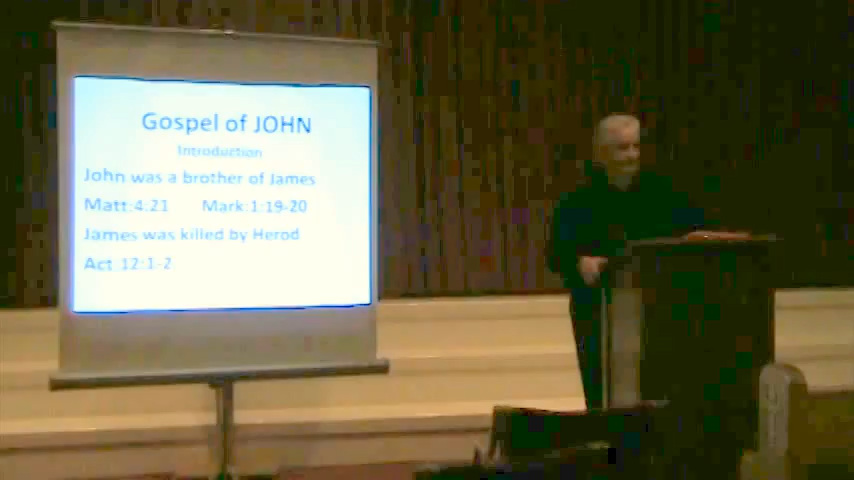 Gospel of JOHN
Introduction
John was a brother of James
Matt:4:21 Mark:1:19-20
James was killed by Herod
Act:12:1-2